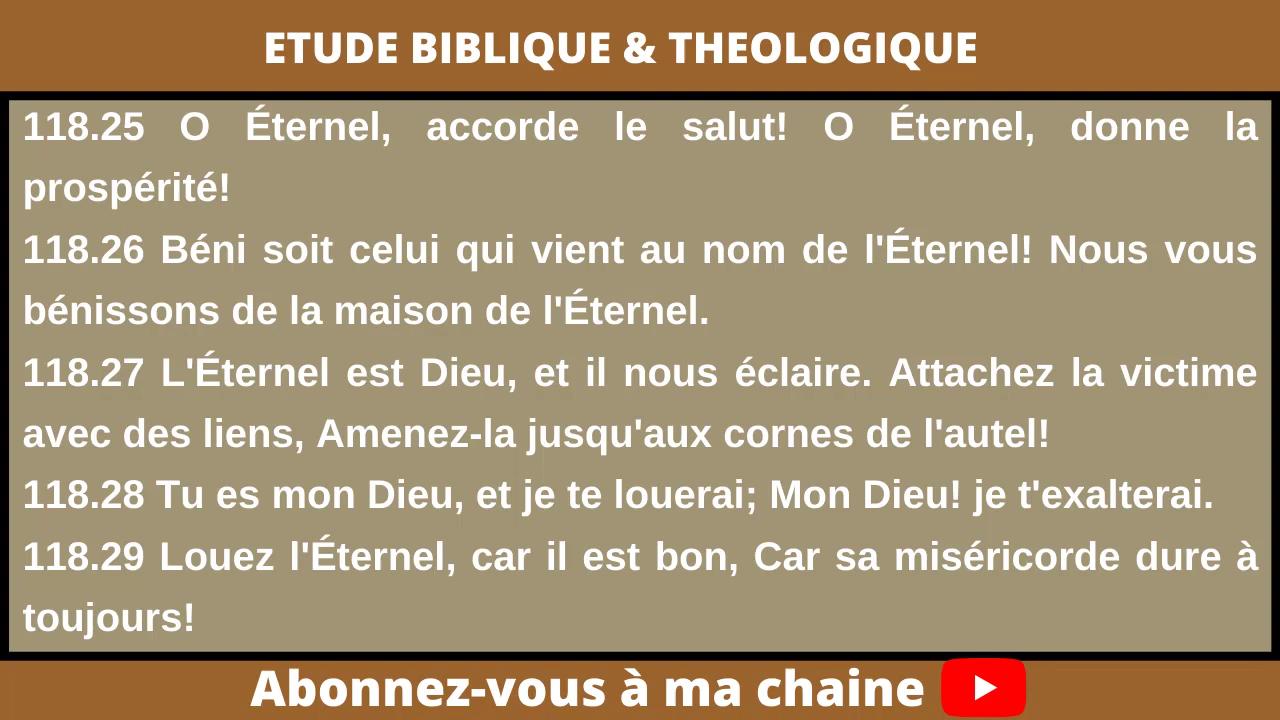 ETUDE BIBLIQUE & THEOLOGIQUE
118.25 O Éternel, accorde le salut! O Éternel, donne la
prospérité!
118.26 Béni soit celui qui vient au nom de l'Éternel! Nous vous
bénissons de la maison de l'Éternel.
118.27 L'Éternel est Dieu, et il nous éclaire. Attachez la victime
avec des liens, Amenez-la jusqu'aux cornes de l'autel!
118.28 Tu es mon Dieu, et je te louerai; Mon Dieu! je t'exalterai.
118.29 Louez l'Éternel, car il est bon, Car sa miséricorde dure à
toujours!
Abonnez-vous à ma chaine